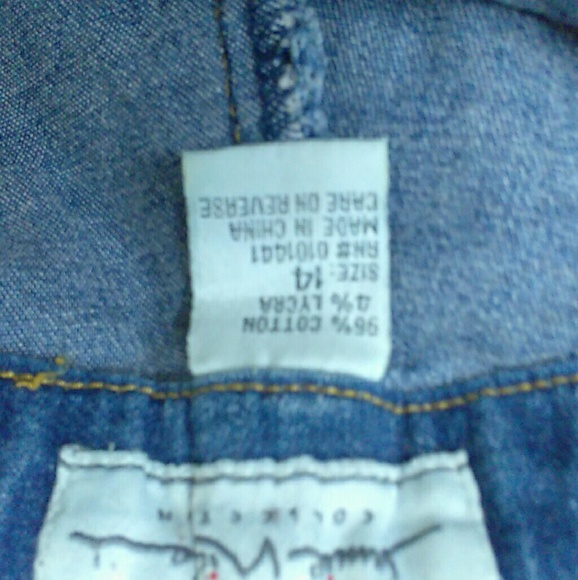 96% COTTON
4% LYCRA
SIZE: 14
RN# 0101441
MADE IN CHINA
CARE ON REVERSE